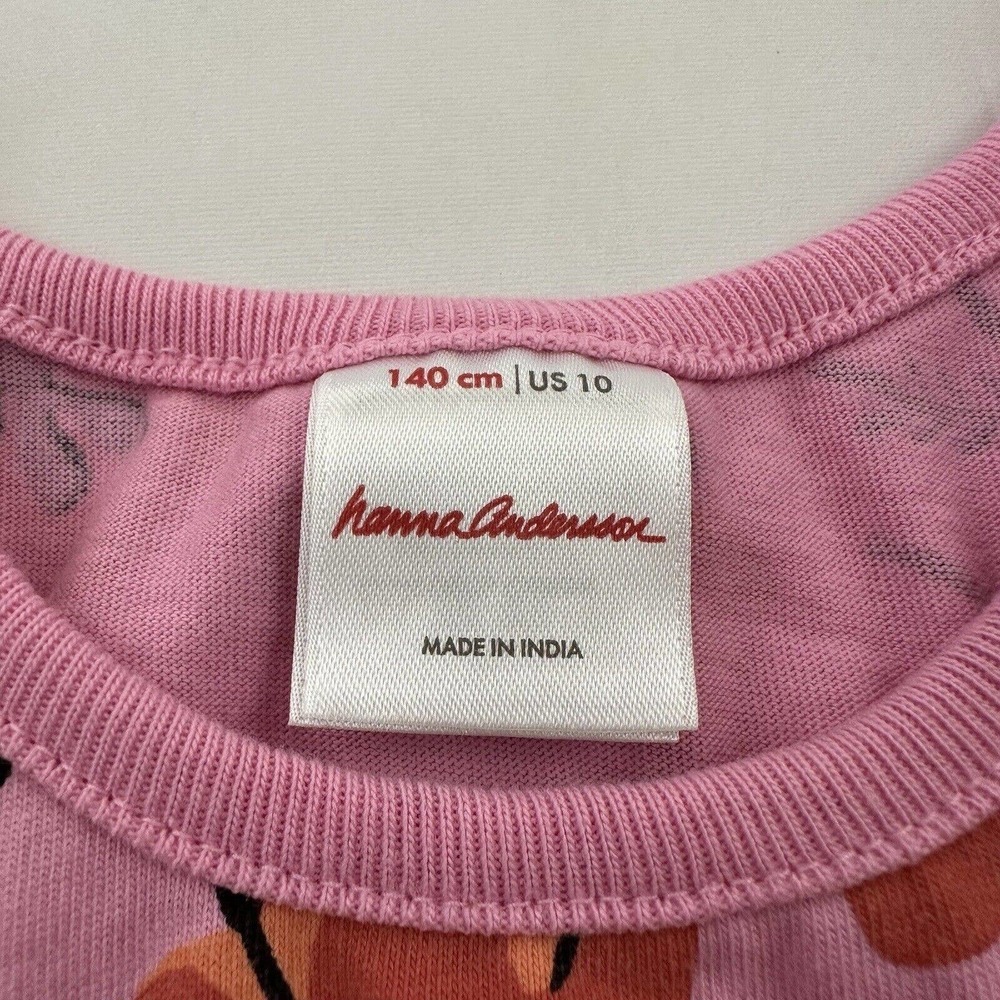 140 cm | US 10
hanna Andersson
MADE IN INDIA